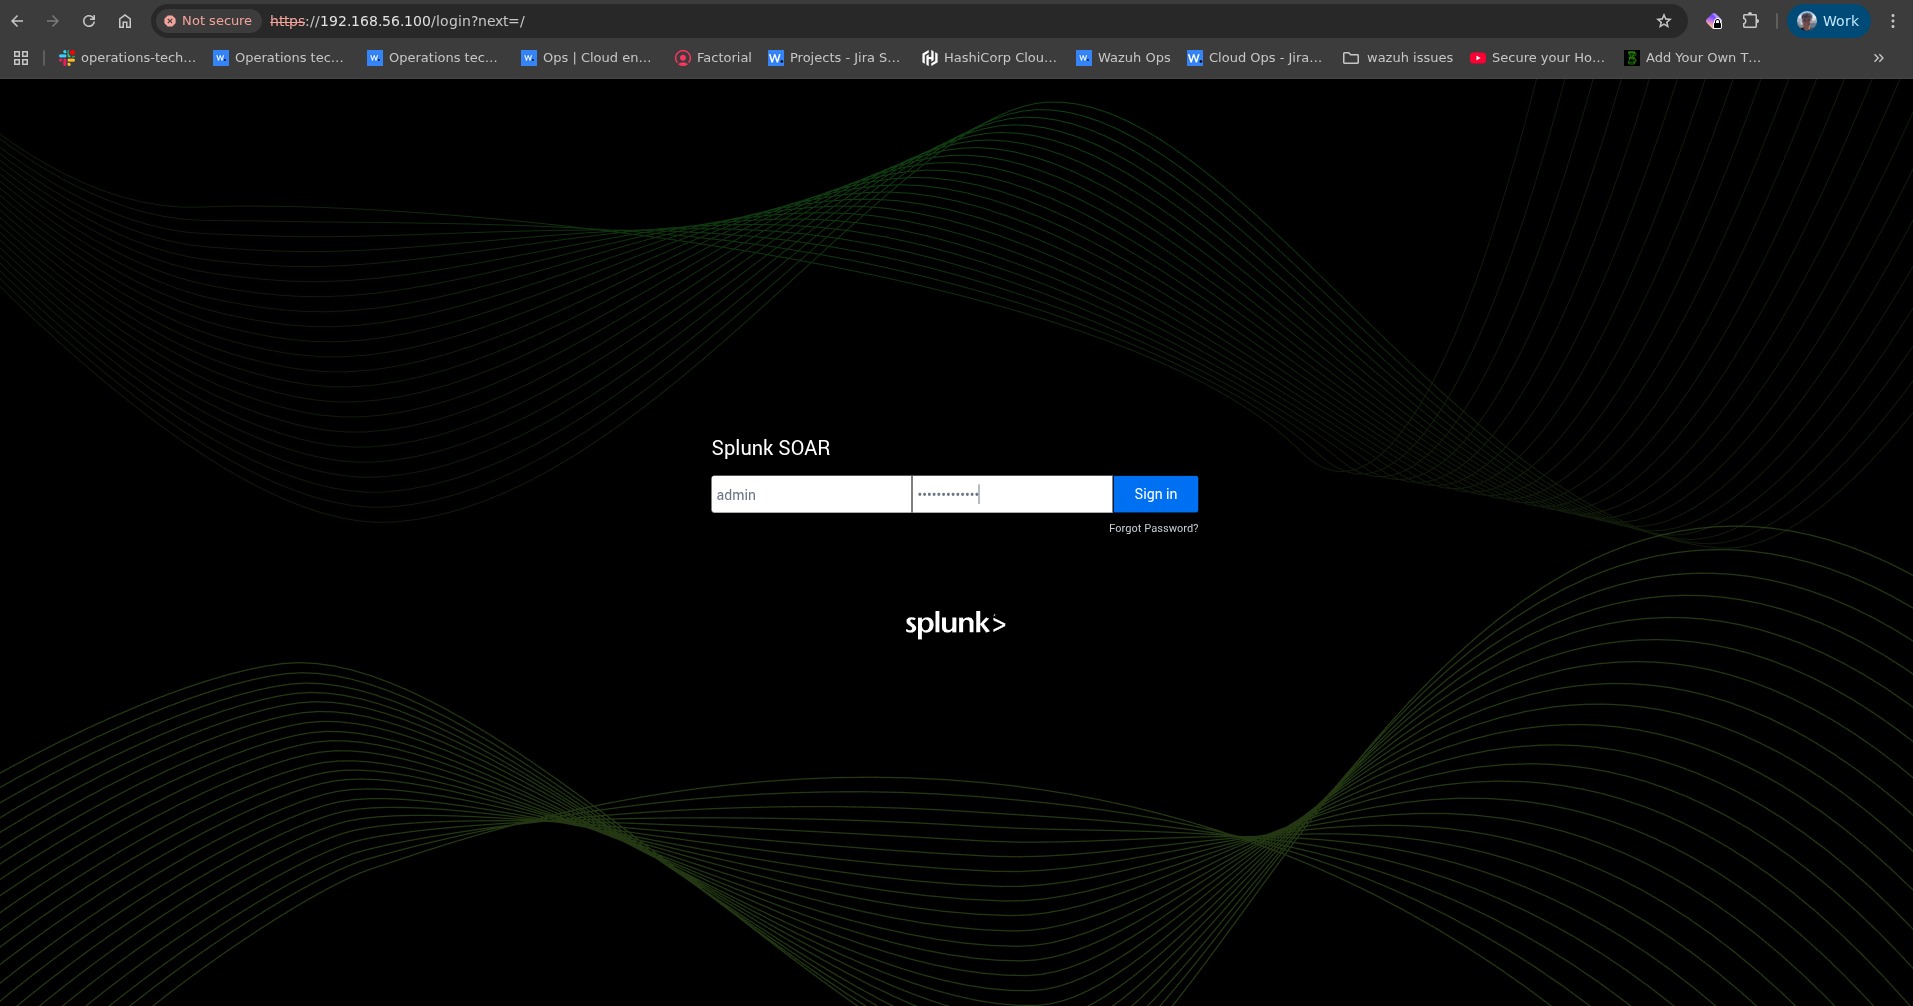 Not secure https://192.168.56.100/login?next=/ Work
operations-tech... Operations tec... Operations tec... Ops | Cloud en... Factorial Projects - Jira S... HashiCorp Clou... Wazuh Ops Cloud Ops - Jira... wazuh issues Secure your Ho... Add Your Own T...
Splunk SOAR
admin ••••••••••••• Sign in
Forgot Password?
splunk>